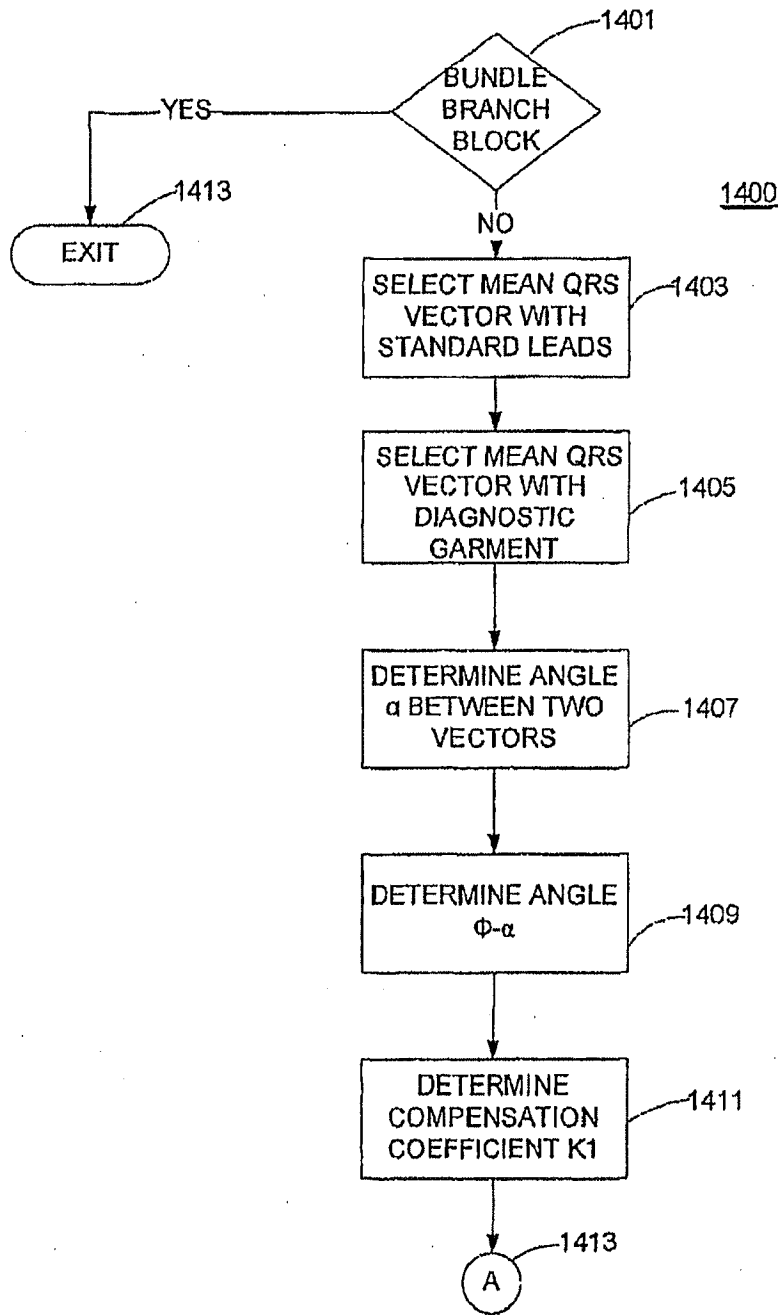 1401
BUNDLE
BRANCH
BLOCK
YES
1413
EXIT
1400
NO
SELECT MEAN QRS
VECTOR WITH
STANDARD LEADS
1403
SELECT MEAN QRS
VECTOR WITH
DIAGNOSTIC
GARMENT
1405
DETERMINE ANGLE
α BETWEEN TWO
VECTORS
1407
DETERMINE ANGLE
Φ-α
1409
DETERMINE
COMPENSATION
COEFFICIENT K1
1411
1413
A